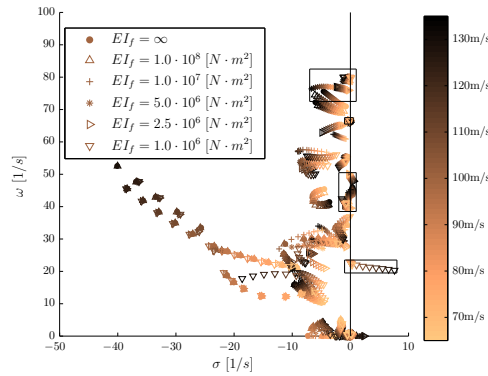 100
90
80
70
60
50
40
30
20
10
0
ω [1/s]
−50 −40 −30 −20 −10 0 10
σ [1/s]
EI_f = ∞
EI_f = 1.0 · 10^8 [N · m^2]
EI_f = 1.0 · 10^7 [N · m^2]
EI_f = 5.0 · 10^6 [N · m^2]
EI_f = 2.5 · 10^6 [N · m^2]
EI_f = 1.0 · 10^6 [N · m^2]
130m/s
120m/s
110m/s
100m/s
90m/s
80m/s
70m/s